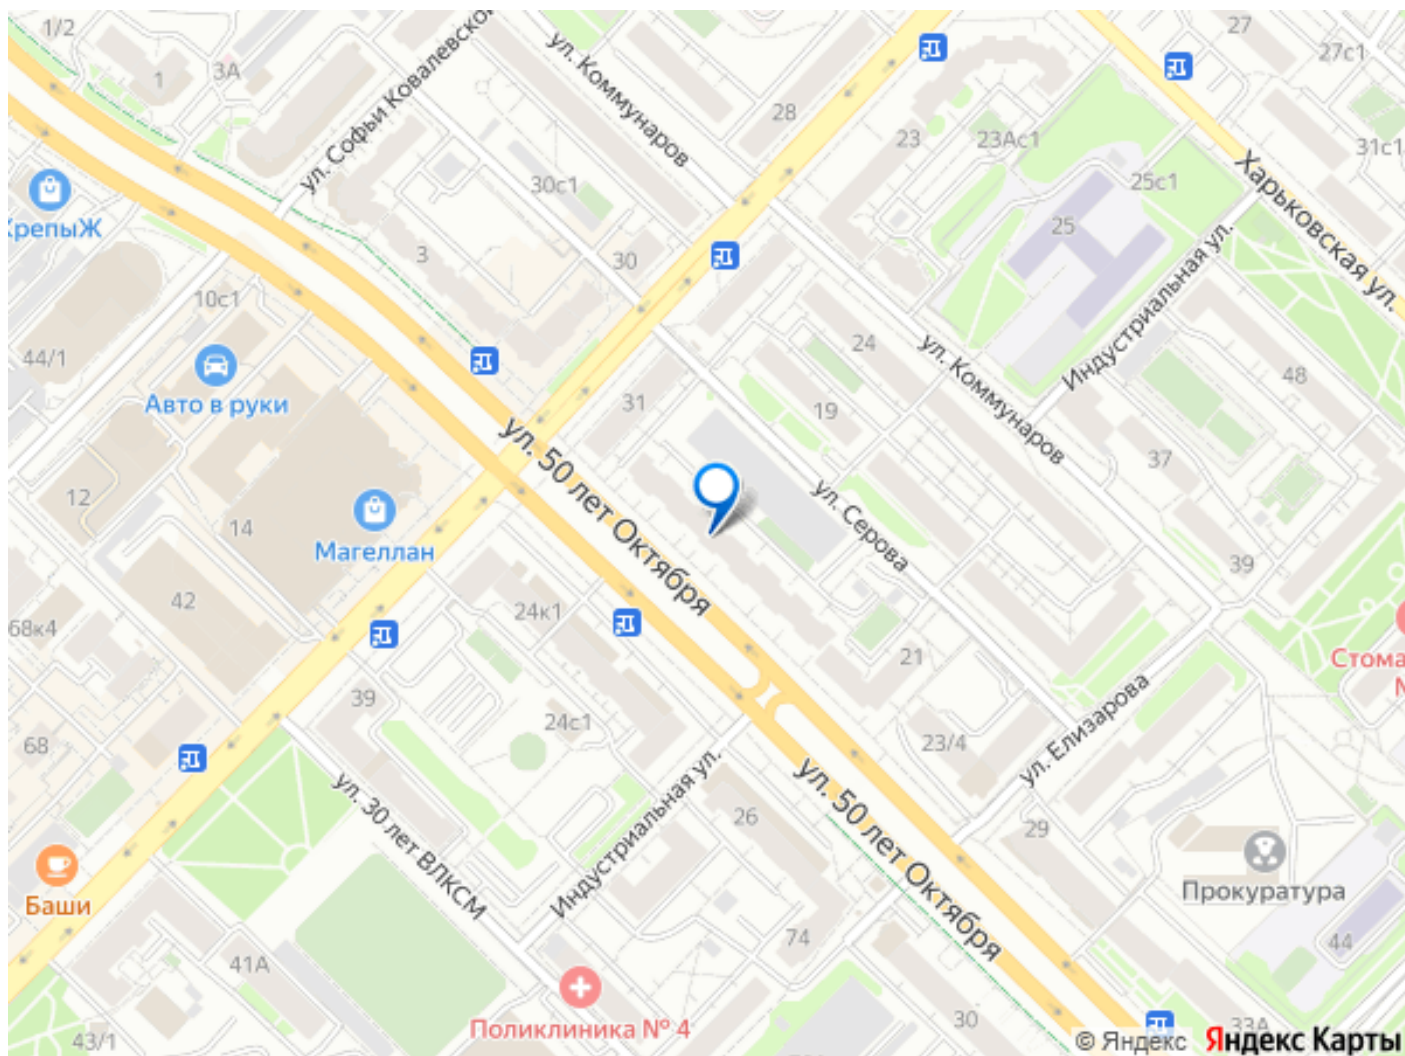 1/2
1
3А
ул. Софьи Ковалевской
ул. Коммунаров
28
27
27с1
23
23Ас1
31с1
Харьковская ул.
25с1
25
30с1
КрепыЖ
3
30
Индустриальная ул.
10с1
44/1
Авто в руки
24
ул. Коммунаров
48
31
19
ул. 50 лет Октября
37
12
14
Магеллан
ул. Серова
39
42
24к1
68к4
21
Стома
39
24с1
68
23/4
ул. Елизарова
ул. 30 лет ВЛКСМ
Индустриальная ул.
26
ул. 50 лет Октября
29
Баши
Прокуратура
74
44
41А
Поликлиника № 4
30
33А
43/1
© Яндекс Яндекс Карты